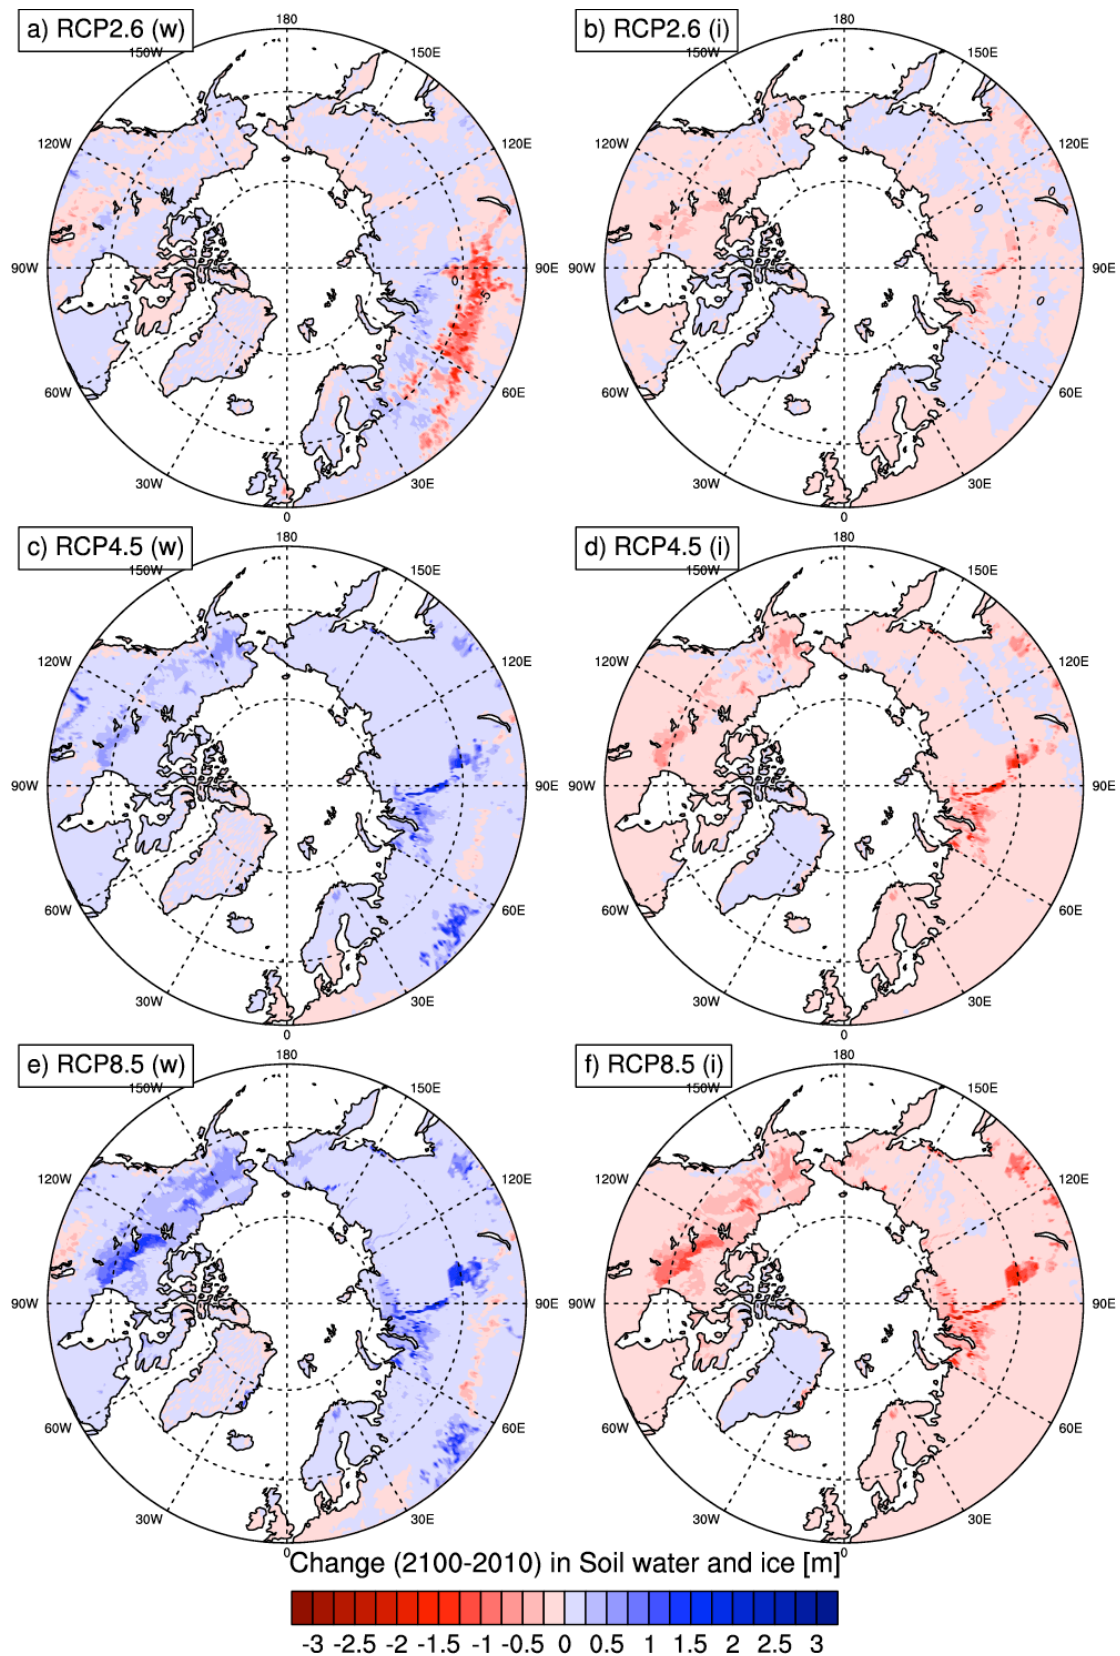 a) RCP2.6 (w)
b) RCP2.6 (i)
180
150W
150E
120W
120E
90W
90E
60W
60E
30W
30E
0
180
150W
150E
120W
120E
90W
90E
60W
60E
30W
30E
0
c) RCP4.5 (w)
d) RCP4.5 (i)
180
150W
150E
120W
120E
90W
90E
60W
60E
30W
30E
0
180
150W
150E
120W
120E
90W
90E
60W
60E
30W
30E
0
e) RCP8.5 (w)
f) RCP8.5 (i)
180
150W
150E
120W
120E
90W
90E
60W
60E
30W
30E
0
180
150W
150E
120W
120E
90W
90E
60W
60E
30W
30E
Change (2100-2010) in Soil water and ice [m]
-3 -2.5 -2 -1.5 -1 -0.5 0 0.5 1 1.5 2 2.5 3